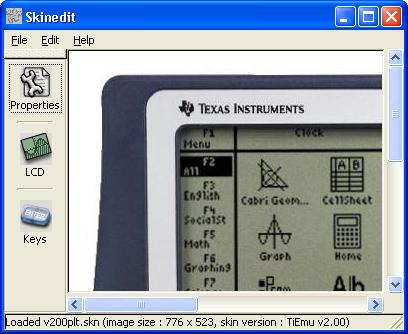 Skinedit
File Edit Help
Properties
LCD
ENTER
Keys
TEXAS INSTRUMENTS
F1
Menu
Clock
F2
All
F3
English
F4
SocialSt
F5
Math
F6
Graphing
F7
Cabri Geom...
CellSheet
Graph
Home
A B
Loaded v200plt.skn (image size : 776 x 523, skin version : TiEmu v2.00)